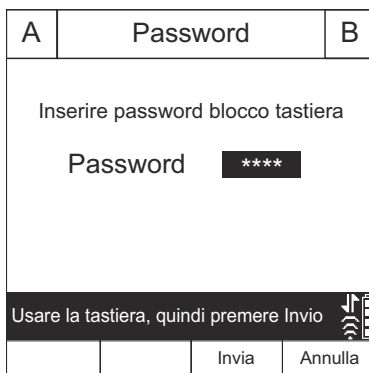 A Password B
Inserire password blocco tastiera
Password ****
Usare la tastiera, quindi premere Invio
Invia Annulla